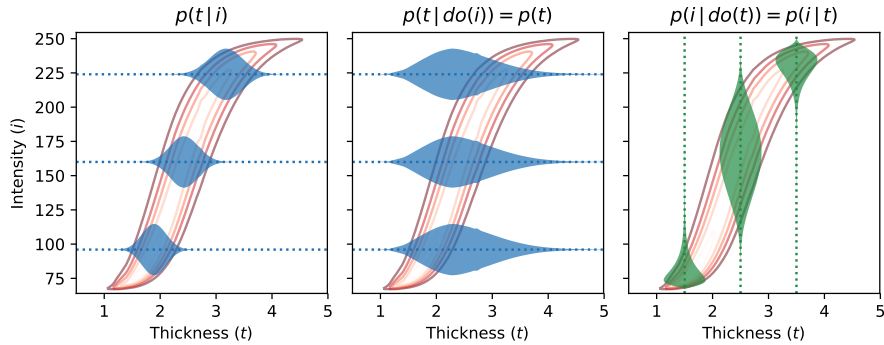 p(t | i)
p(t | do(i)) = p(t)
p(i | do(t)) = p(i | t)
Intensity (i)
250
225
200
175
150
125
100
75
1 2 3 4 5
1 2 3 4 5
1 2 3 4 5
Thickness (t)
Thickness (t)
Thickness (t)